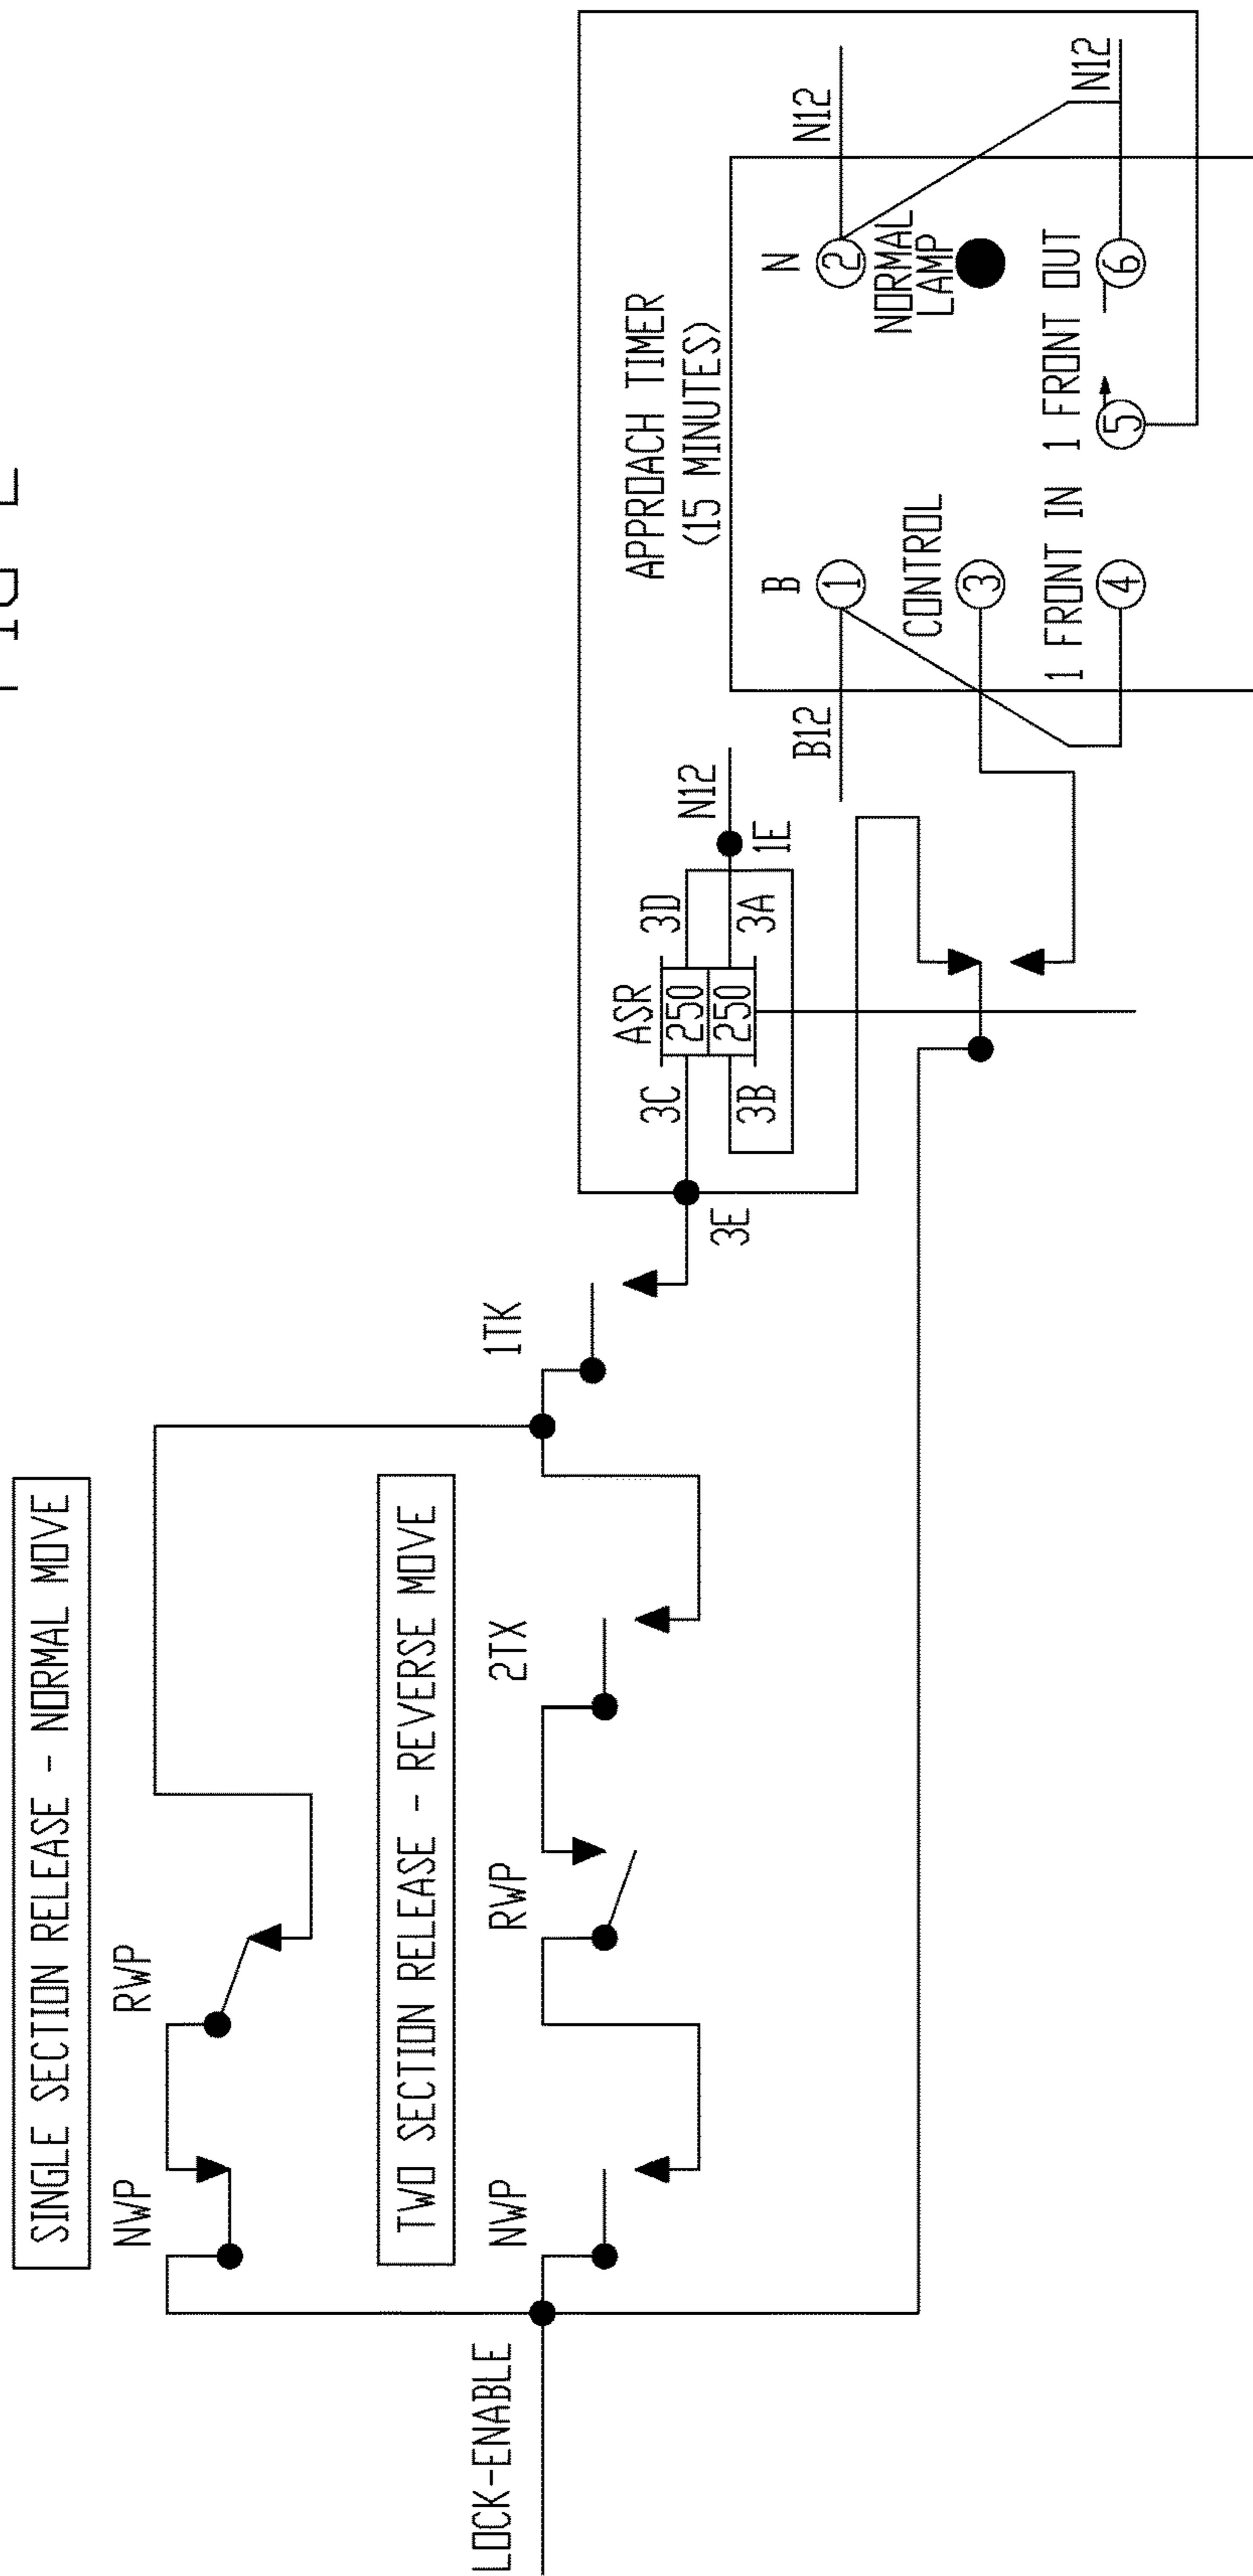 SINGLE SECTION RELEASE - NORMAL MOVE
NWP
RWP
TWO SECTION RELEASE - REVERSE MOVE
LOCK-ENABLE
NWP
RWP
2TX
1TK
3E
ASR
3C
250
3D
3B
250
3A
N12
1E
APPROACH TIMER
(15 MINUTES)
B
N
B12
1
2
N12
CONTROL
NORMAL
LAMP
3
1 FRONT IN
1 FRONT OUT
N12
4
5
6